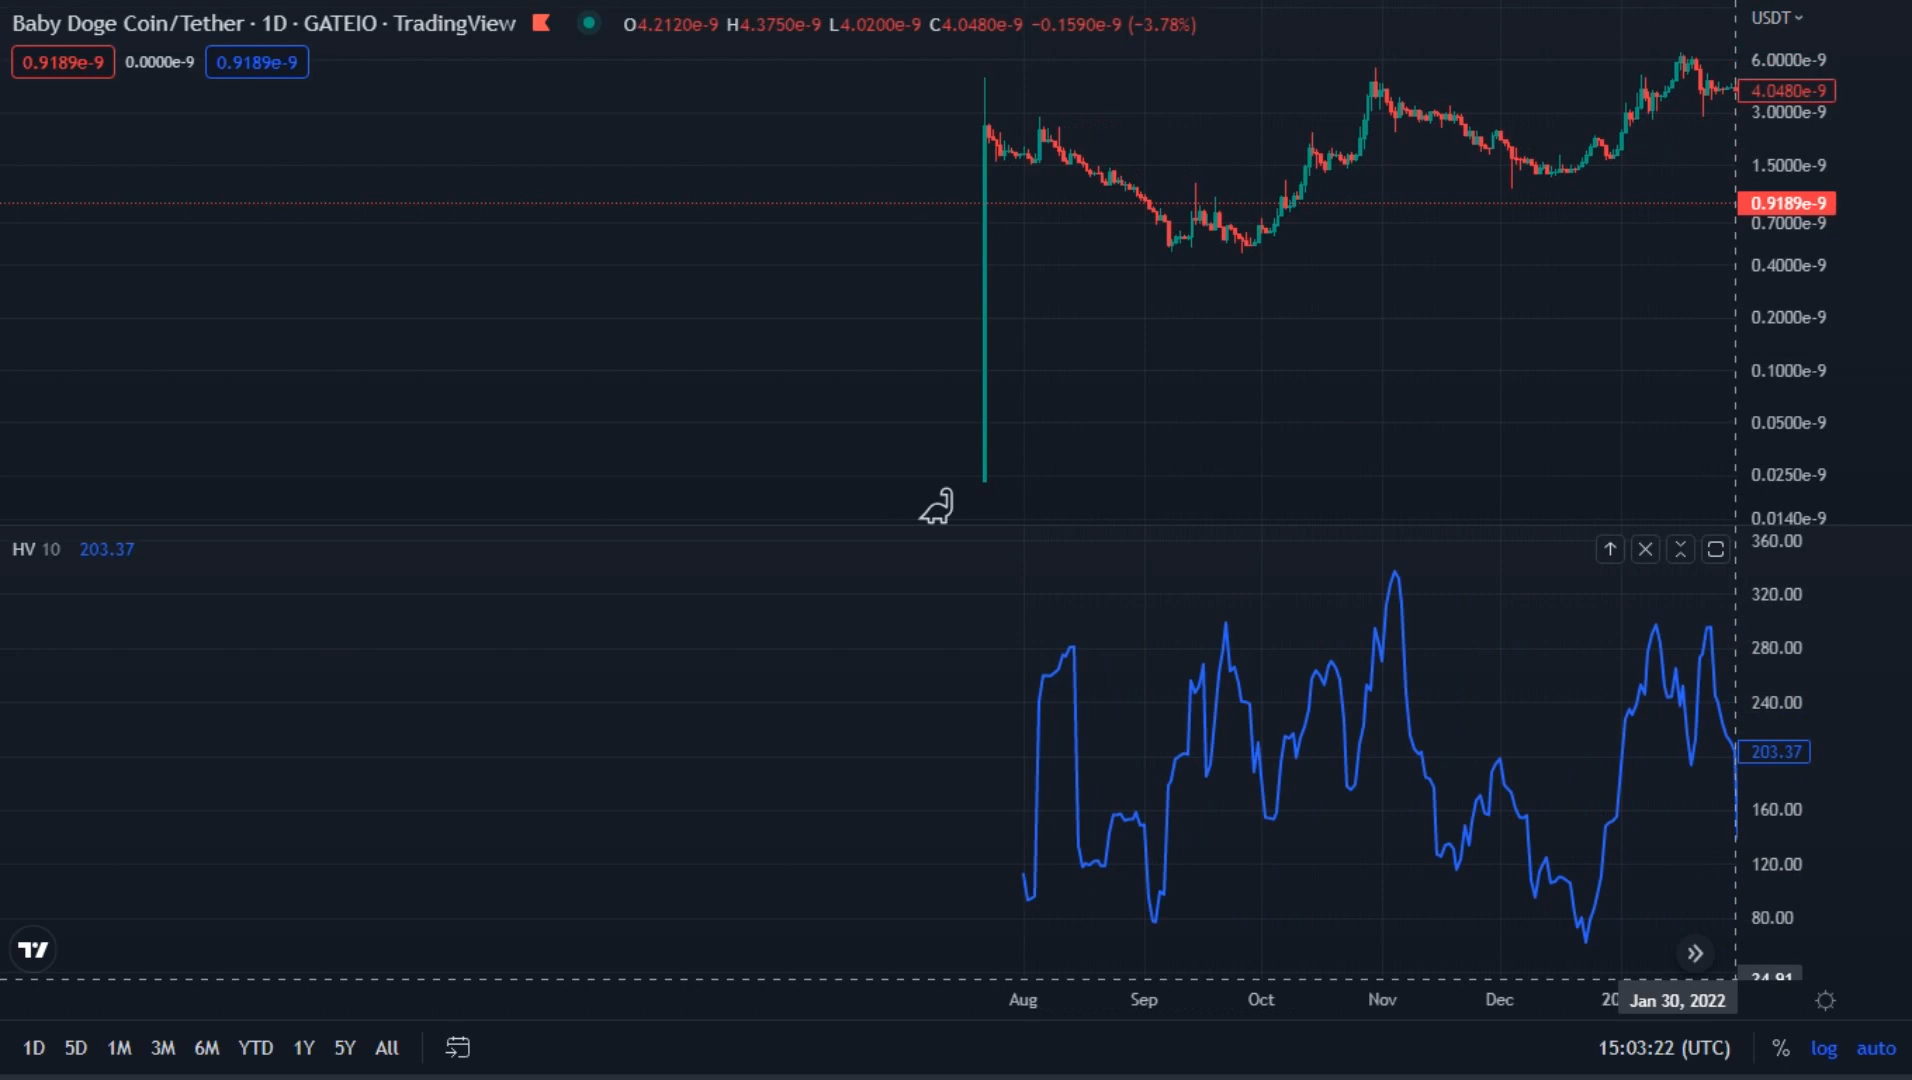 Baby Doge Coin/Tether · 1D · GATEIO · TradingView O4.2120e-9 H4.3750e-9 L4.0200e-9 C4.0480e-9 −0.1590e-9 (−3.78%)
USDT
0.9189e-9 0.0000e-9 0.9189e-9
6.0000e-9
4.0480e-9
3.0000e-9
1.5000e-9
0.9189e-9
0.7000e-9
0.4000e-9
0.2000e-9
0.1000e-9
0.0500e-9
0.0250e-9
0.0140e-9
HV 10 203.37
360.00
320.00
280.00
240.00
203.37
160.00
120.00
80.00
Aug Sep Oct Nov Dec 20 Jan 30, 2022
1D 5D 1M 3M 6M YTD 1Y 5Y All 15:03:22 (UTC) % log auto